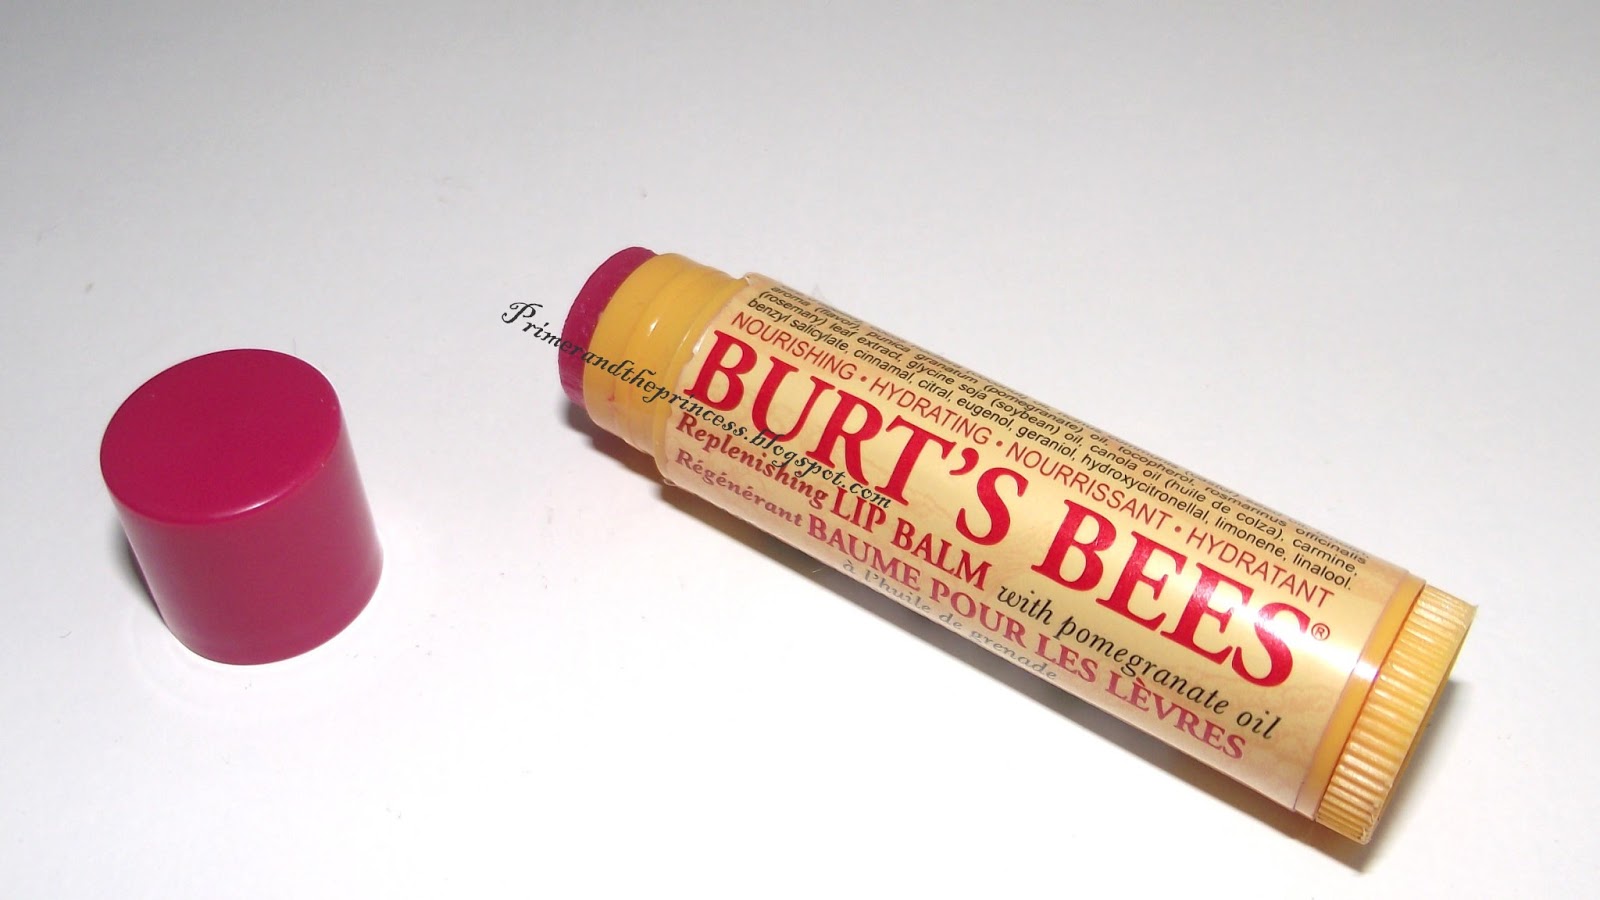 aroma (flavor), punica granatum (pomegranate) oil, tocopherol, rosmarinus officinalis
(rosemary) leaf extract, glycine soja (soybean) oil, canola oil (huile de colza), carmine,
benzyl salicylate, cinnamal, citral, eugenol, geraniol, hydroxycitronellal, limonene, linalool.
NOURISHING · HYDRATING · NOURRISSANT · HYDRATANT
BURT'S BEES®
Replenishing LIP BALM with pomegranate oil
Régénérant BAUME POUR LES LÈVRES
à l'huile de grenade
Primerandtheprincess.blogspot.com